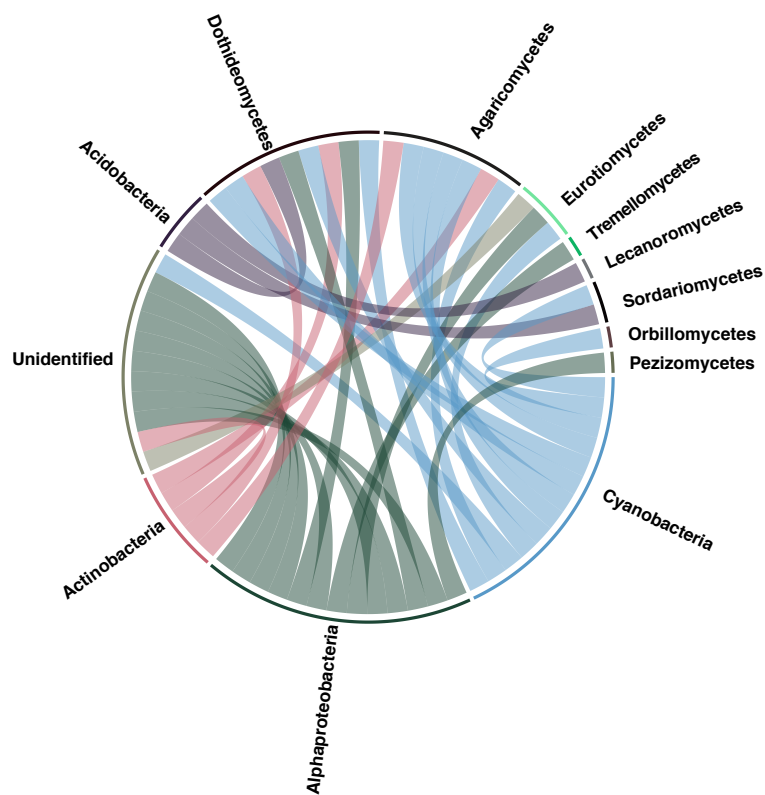 Dothideomycetes
Agaricomycetes
Acidobacteria
Eurotiomycetes
Tremellomycetes
Lecanoromycetes
Sordariomycetes
Orbillomycetes
Unidentified
Pezizomycetes
Cyanobacteria
Actinobacteria
Alphaproteobacteria